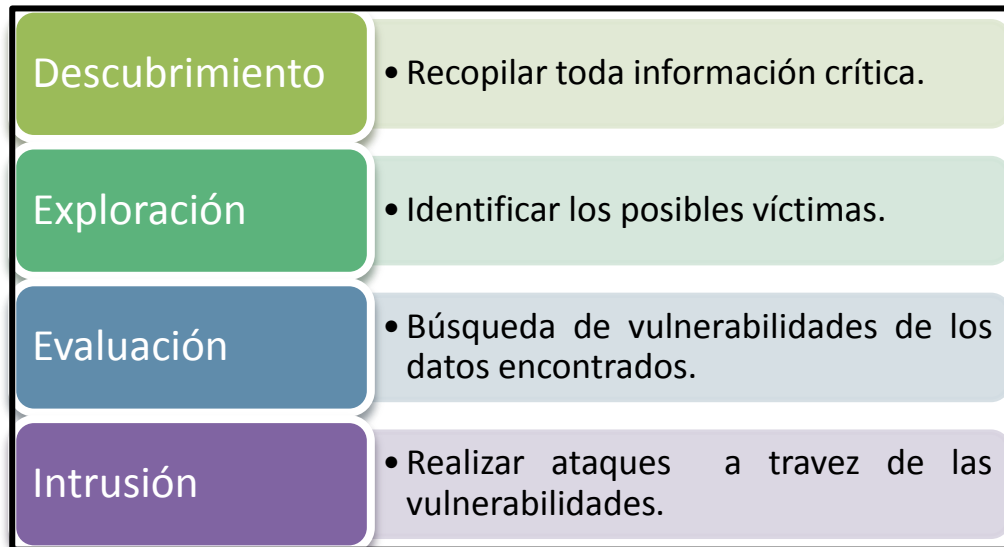 Descubrimiento
• Recopilar toda información crítica.
Exploración
• Identificar los posibles víctimas.
Evaluación
• Búsqueda de vulnerabilidades de los
datos encontrados.
Intrusión
• Realizar ataques a travez de las
vulnerabilidades.